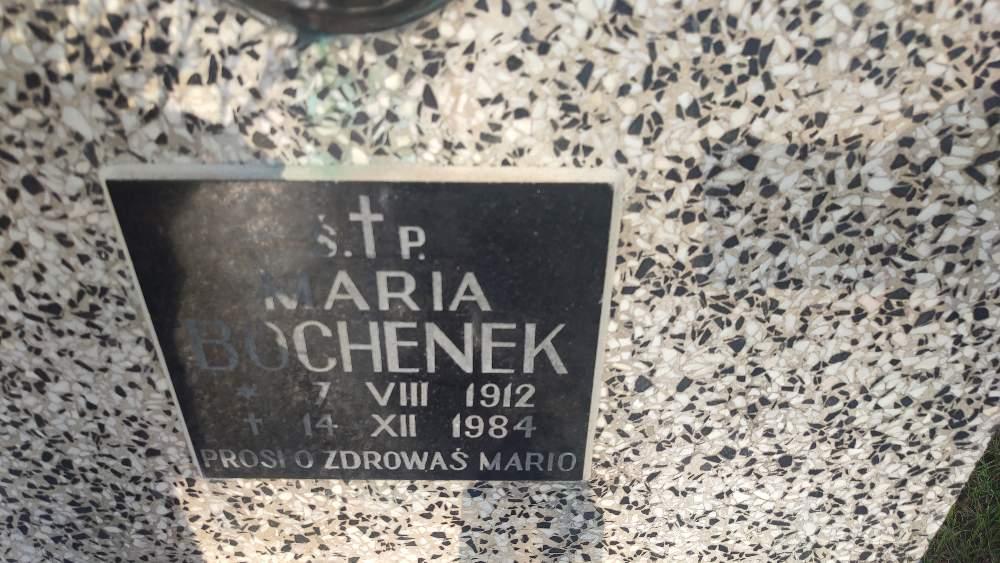 Ś. † P.
MARIA
BOCHENEK
* 7 VIII 1912
† 14 XII 1984
PROSI O ZDROWAŚ MARIO